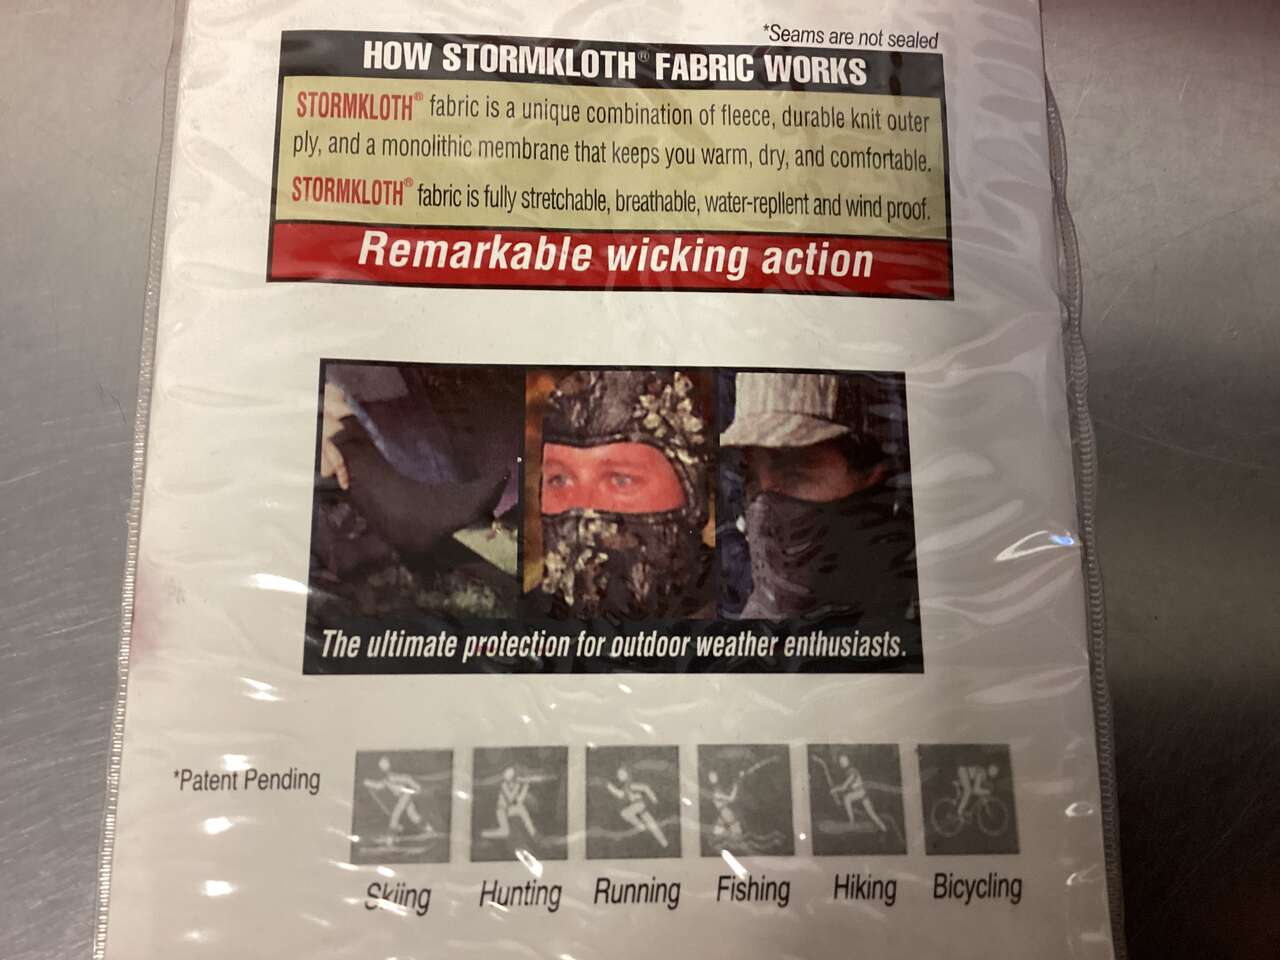 *Seams are not sealed
HOW STORMKLOTH® FABRIC WORKS
STORMKLOTH® fabric is a unique combination of fleece, durable knit outer
ply, and a monolithic membrane that keeps you warm, dry, and comfortable.
STORMKLOTH® fabric is fully stretchable, breathable, water-repllent and wind proof.
Remarkable wicking action
The ultimate protection for outdoor weather enthusiasts.
*Patent Pending
Skiing Hunting Running Fishing Hiking Bicycling